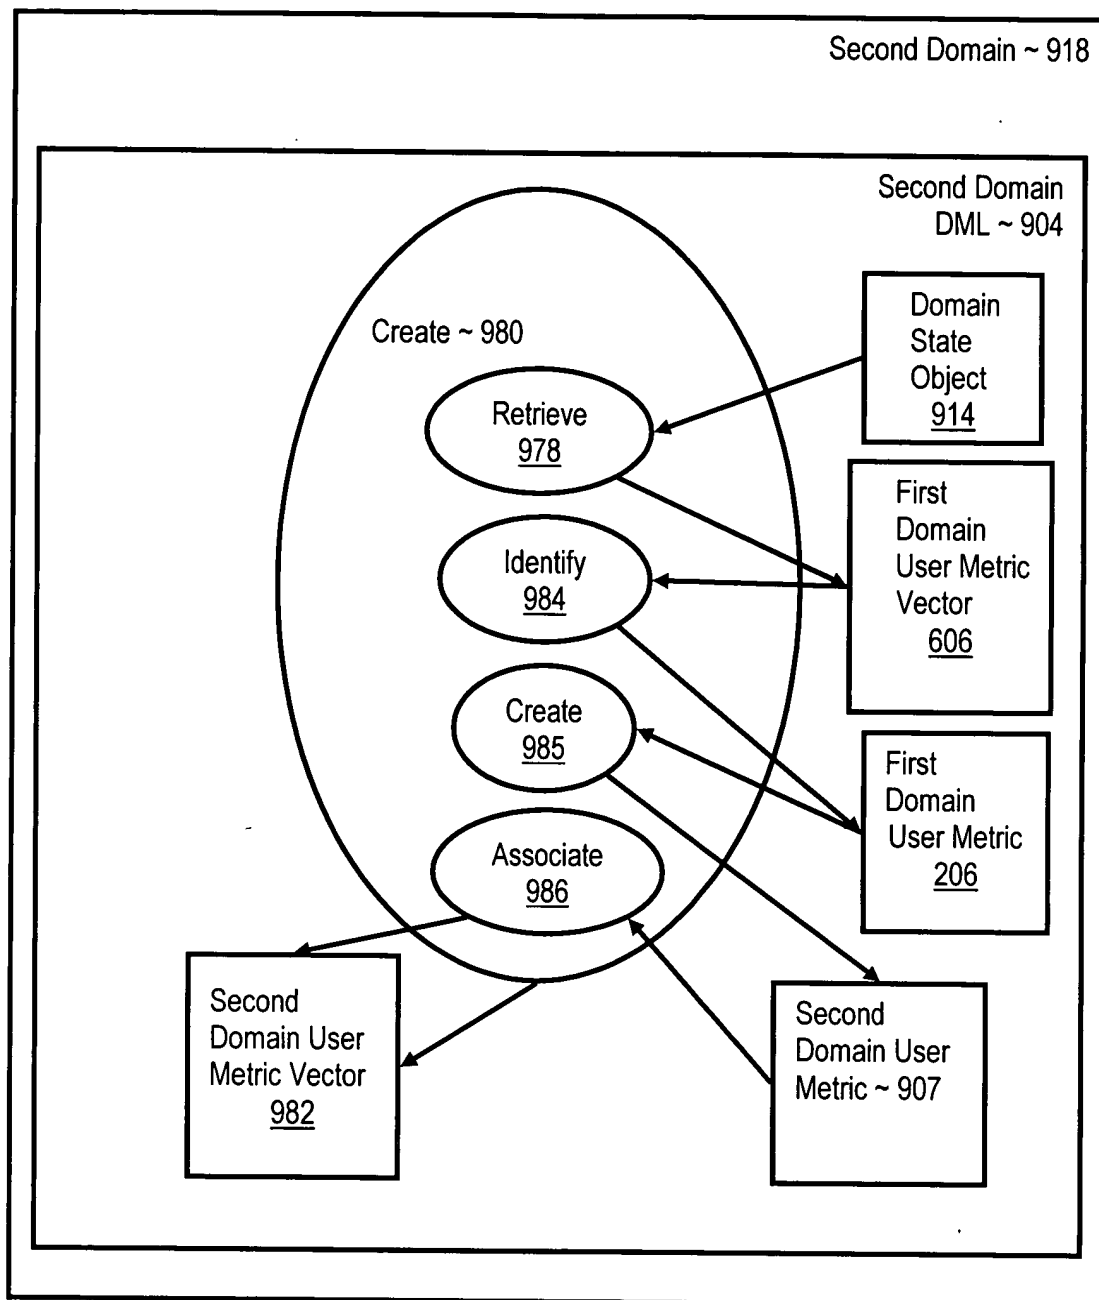 Second Domain ~ 918
Second Domain
DML ~ 904
Create ~ 980
Retrieve
978
Identify
984
Create
985
Associate
986
Domain
State
Object
914
First
Domain
User Metric
Vector
606
First
Domain
User Metric
206
Second
Domain User
Metric Vector
982
Second
Domain User
Metric ~ 907